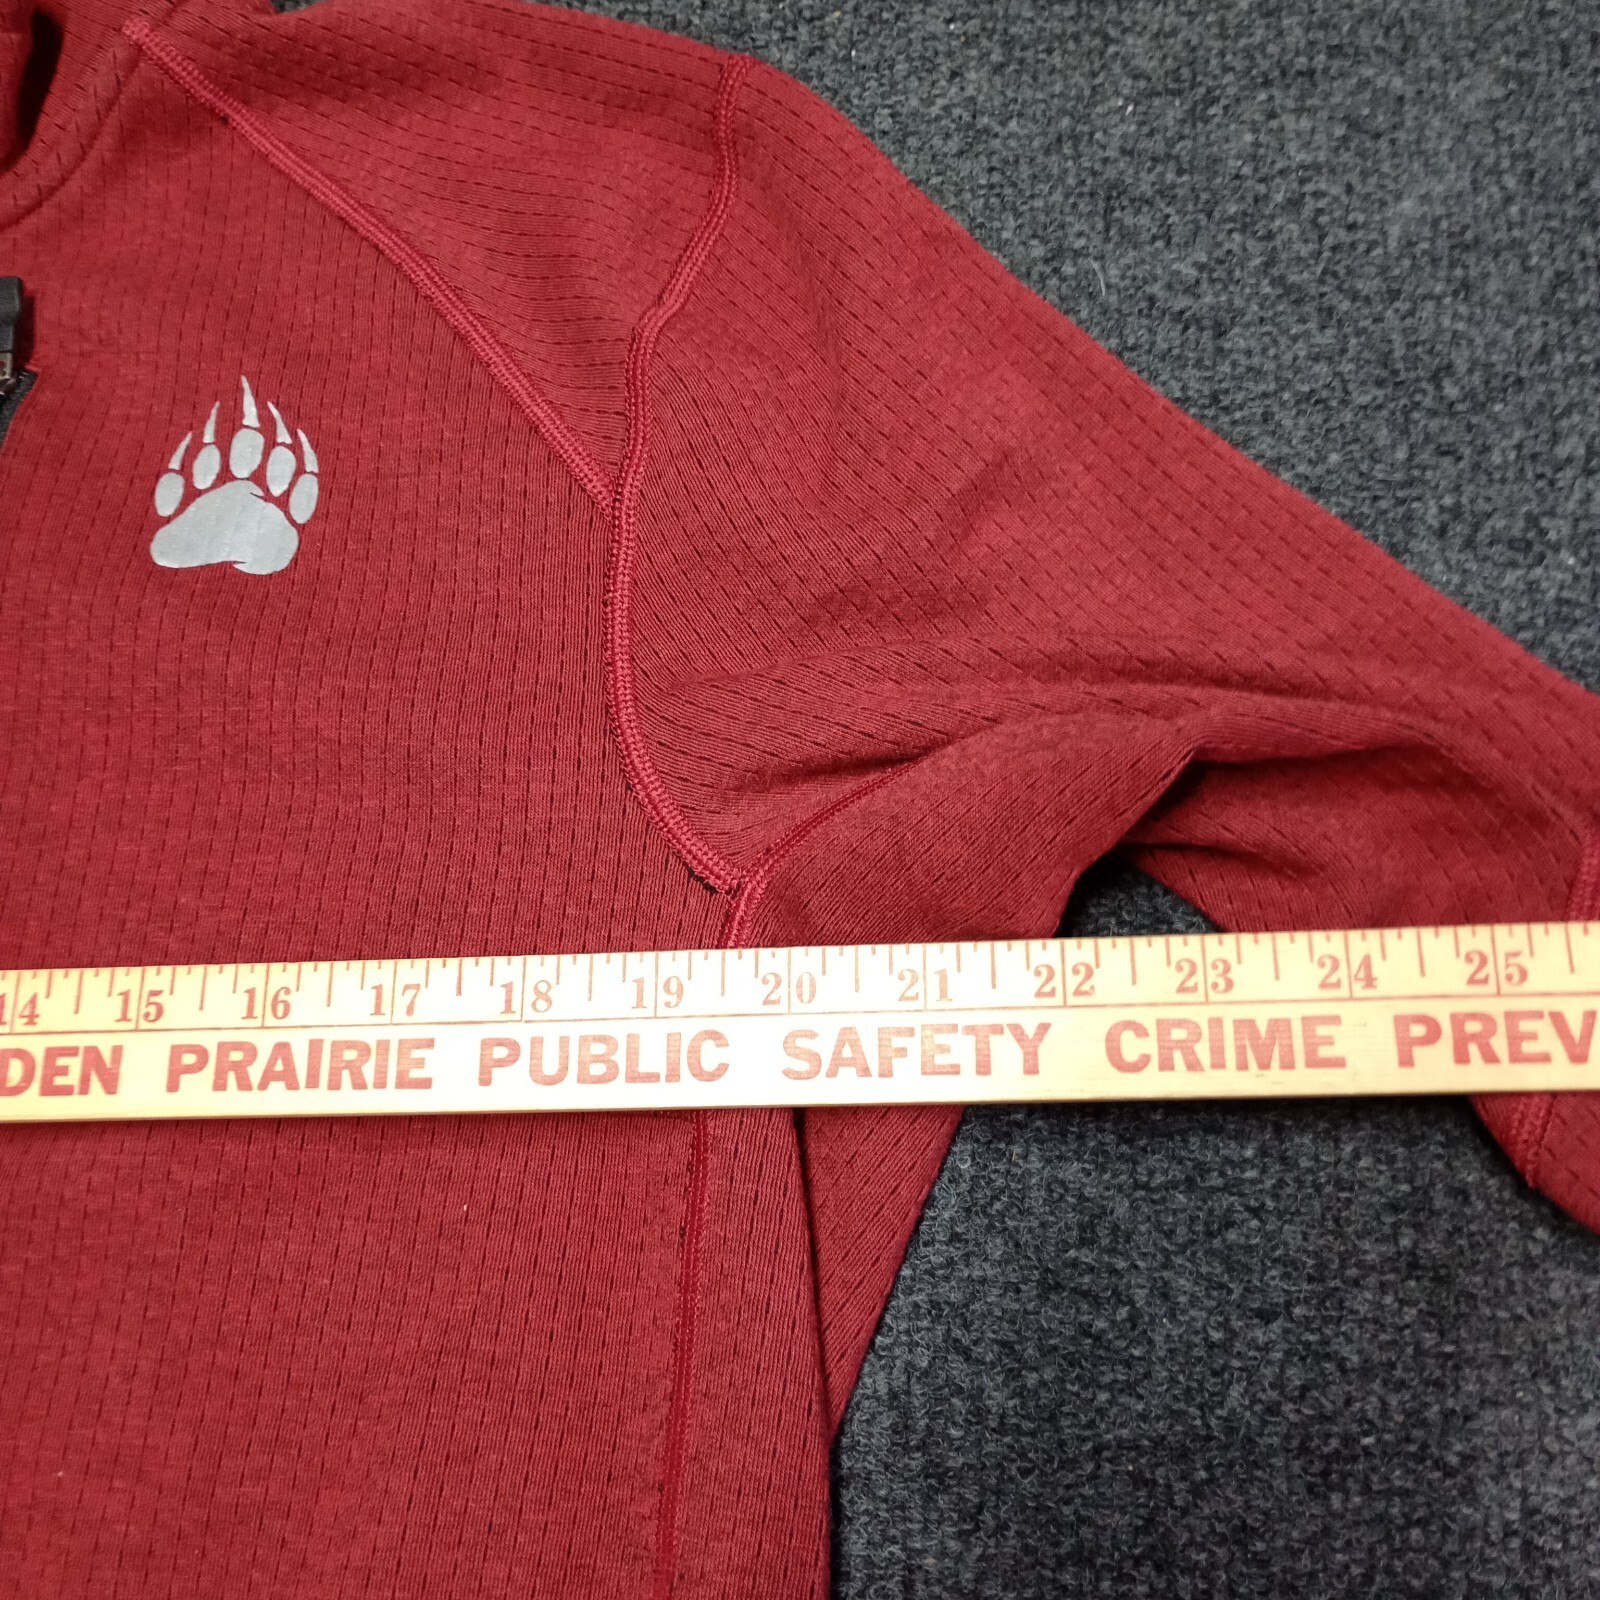 14 15 16 17 18 19 20 21 22 23 24 25
DEN PRAIRIE PUBLIC SAFETY CRIME PREV